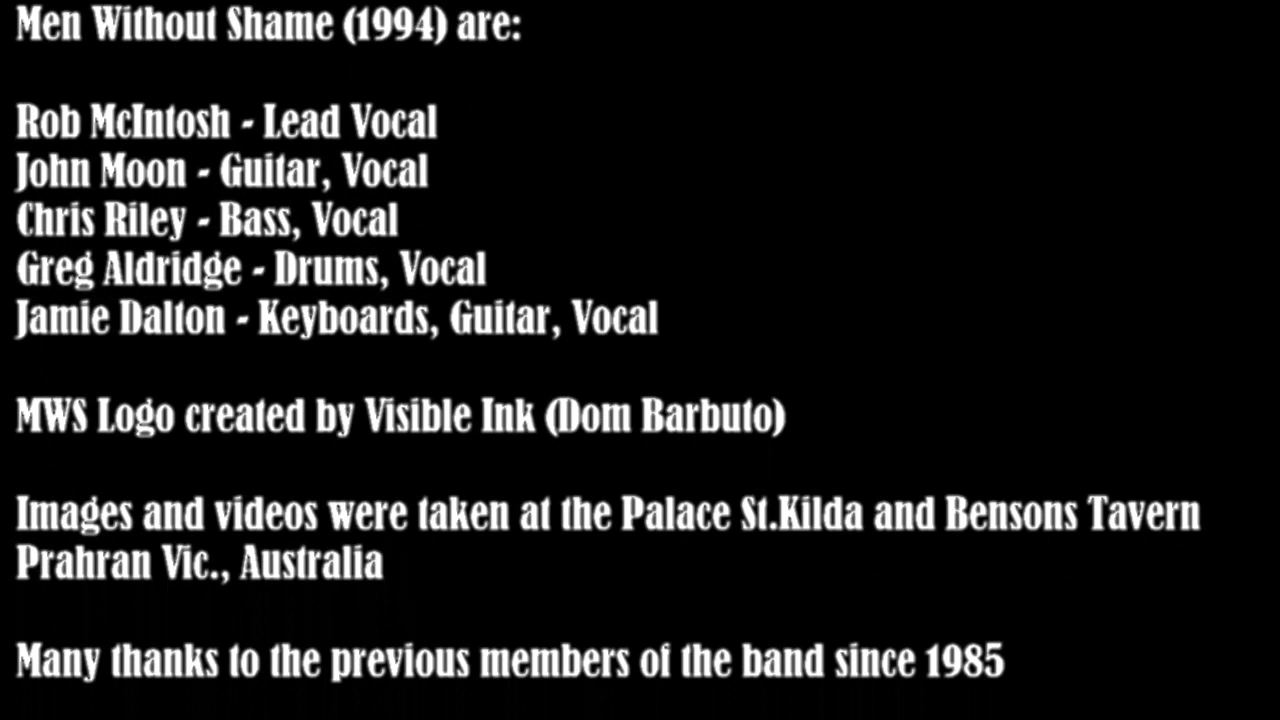 Men Without Shame (1994) are:
Rob McIntosh - Lead Vocal
John Moon - Guitar, Vocal
Chris Riley - Bass, Vocal
Greg Aldridge - Drums, Vocal
Jamie Dalton - Keyboards, Guitar, Vocal
MWS Logo created by Visible Ink (Dom Barbuto)
Images and videos were taken at the Palace St.Kilda and Bensons Tavern
Prahran Vic., Australia
Many thanks to the previous members of the band since 1985